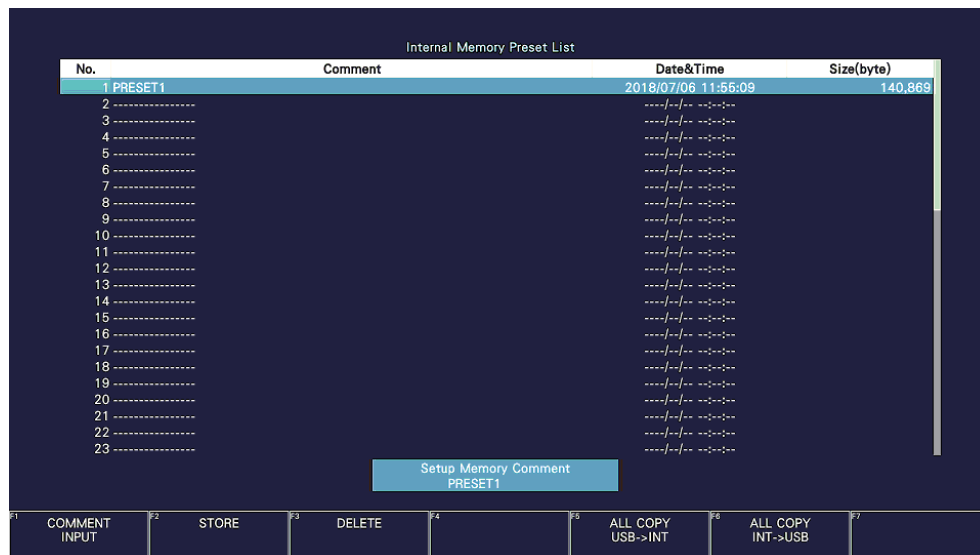 Internal Memory Preset List
No. Comment Date&Time Size(byte)
1 PRESET1 2018/07/06 11:55:09 140,869
2 ---------------- ----/--/-- --:--:--
3 ---------------- ----/--/-- --:--:--
4 ---------------- ----/--/-- --:--:--
5 ---------------- ----/--/-- --:--:--
6 ---------------- ----/--/-- --:--:--
7 ---------------- ----/--/-- --:--:--
8 ---------------- ----/--/-- --:--:--
9 ---------------- ----/--/-- --:--:--
10 ---------------- ----/--/-- --:--:--
11 ---------------- ----/--/-- --:--:--
12 ---------------- ----/--/-- --:--:--
13 ---------------- ----/--/-- --:--:--
14 ---------------- ----/--/-- --:--:--
15 ---------------- ----/--/-- --:--:--
16 ---------------- ----/--/-- --:--:--
17 ---------------- ----/--/-- --:--:--
18 ---------------- ----/--/-- --:--:--
19 ---------------- ----/--/-- --:--:--
20 ---------------- ----/--/-- --:--:--
21 ---------------- ----/--/-- --:--:--
22 ---------------- ----/--/-- --:--:--
23 ---------------- ----/--/-- --:--:--
Setup Memory Comment
PRESET1
F1 COMMENT
INPUT
F2 STORE
F3 DELETE
F4
F5 ALL COPY
USB->INT
F6 ALL COPY
INT->USB
F7